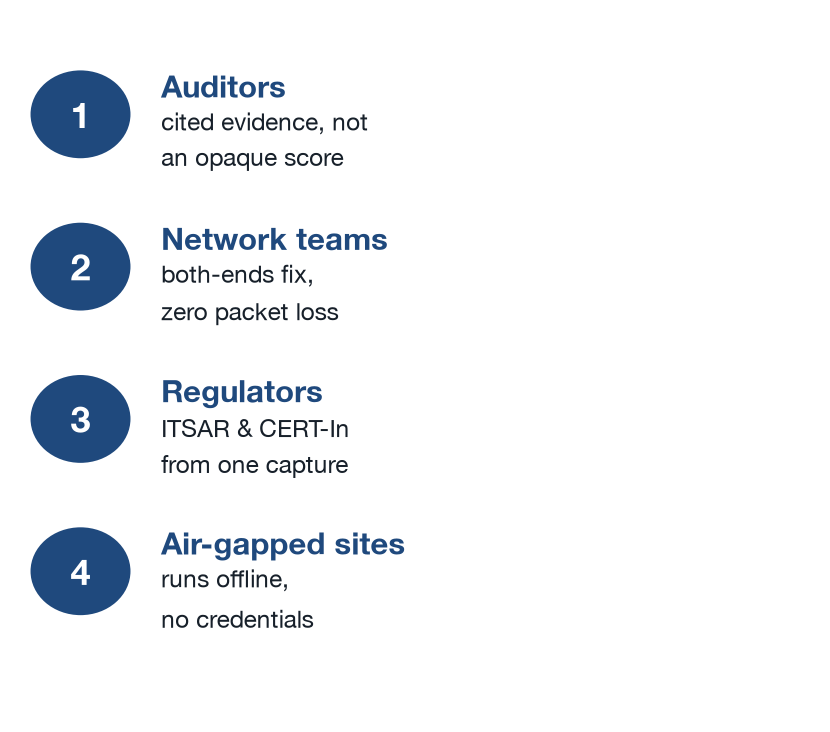 1
Auditors
cited evidence, not
an opaque score
2
Network teams
both-ends fix,
zero packet loss
3
Regulators
ITSAR & CERT-In
from one capture
4
Air-gapped sites
runs offline,
no credentials